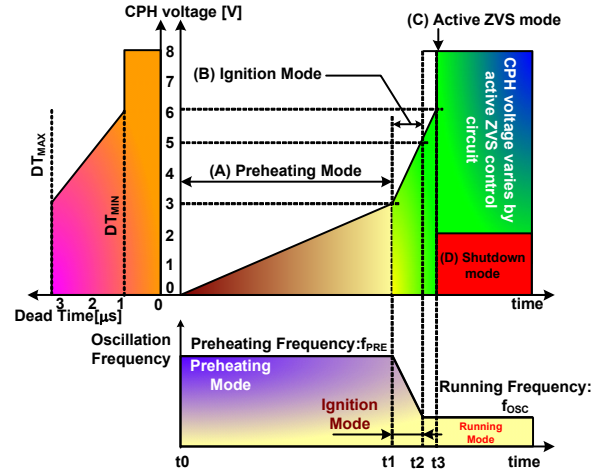 CPH voltage [V]
(C) Active ZVS mode
8
7
6
5
4
3
2
1
0
(B) Ignition Mode
(A) Preheating Mode
CPH voltage varies by
active ZVS control
circuit
(D) Shutdown
mode
DTMAX
DTMIN
3 2 1 0
Dead Time[μs]
time
Oscillation
Frequency
Preheating Frequency:fPRE
Preheating
Mode
Ignition
Mode
Running Frequency:
fOSC
Running
Mode
t0 t1 t2 t3
time